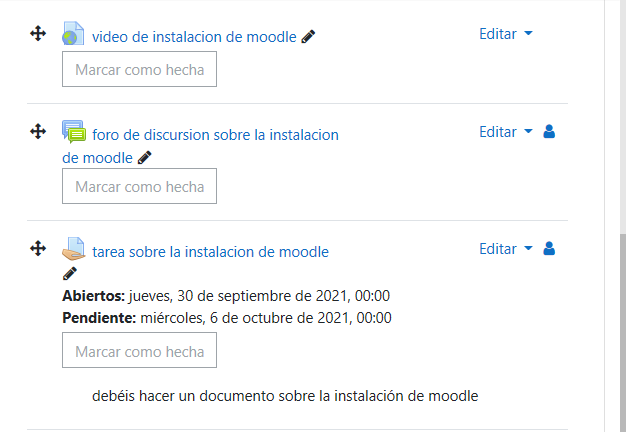 video de instalacion de moodle
Editar
Marcar como hecha
foro de discursion sobre la instalacion
de moodle
Editar
Marcar como hecha
tarea sobre la instalacion de moodle
Editar
Abiertos: jueves, 30 de septiembre de 2021, 00:00
Pendiente: miércoles, 6 de octubre de 2021, 00:00
Marcar como hecha
debéis hacer un documento sobre la instalación de moodle